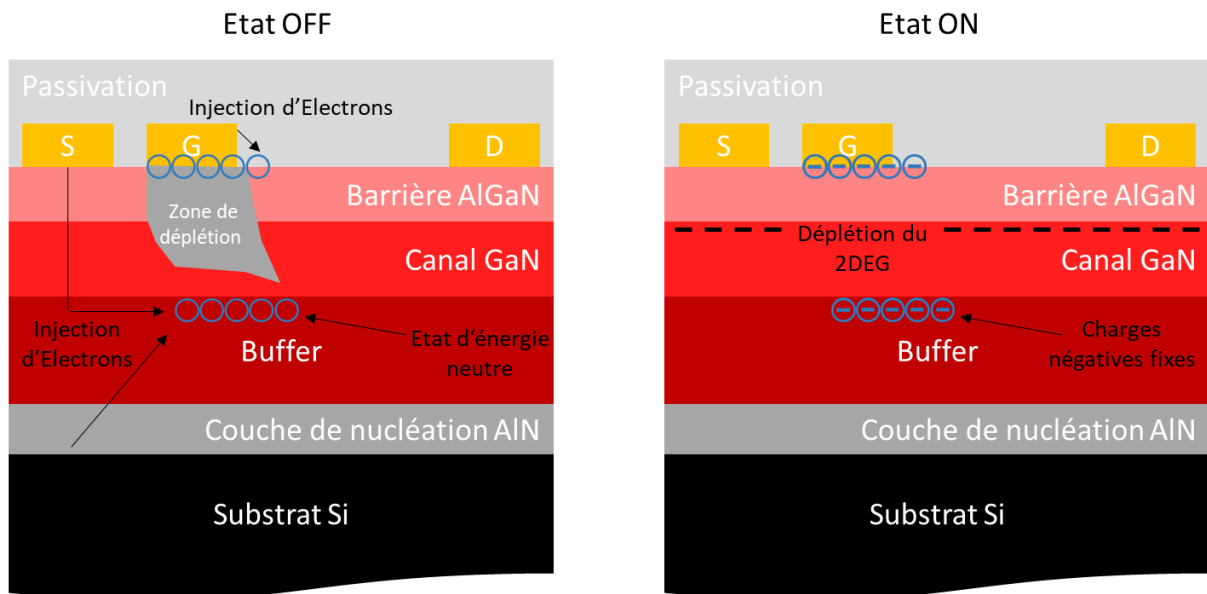 Etat OFF
Passivation
Injection d'Electrons
S
G
D
Barrière AlGaN
Zone de
déplétion
Canal GaN
Injection
d'Electrons
Etat d'énergie
neutre
Buffer
Couche de nucléation AlN
Substrat Si
Etat ON
Passivation
S
G
D
Barrière AlGaN
Déplétion du
2DEG
Canal GaN
Charges
négatives fixes
Buffer
Couche de nucléation AlN
Substrat Si